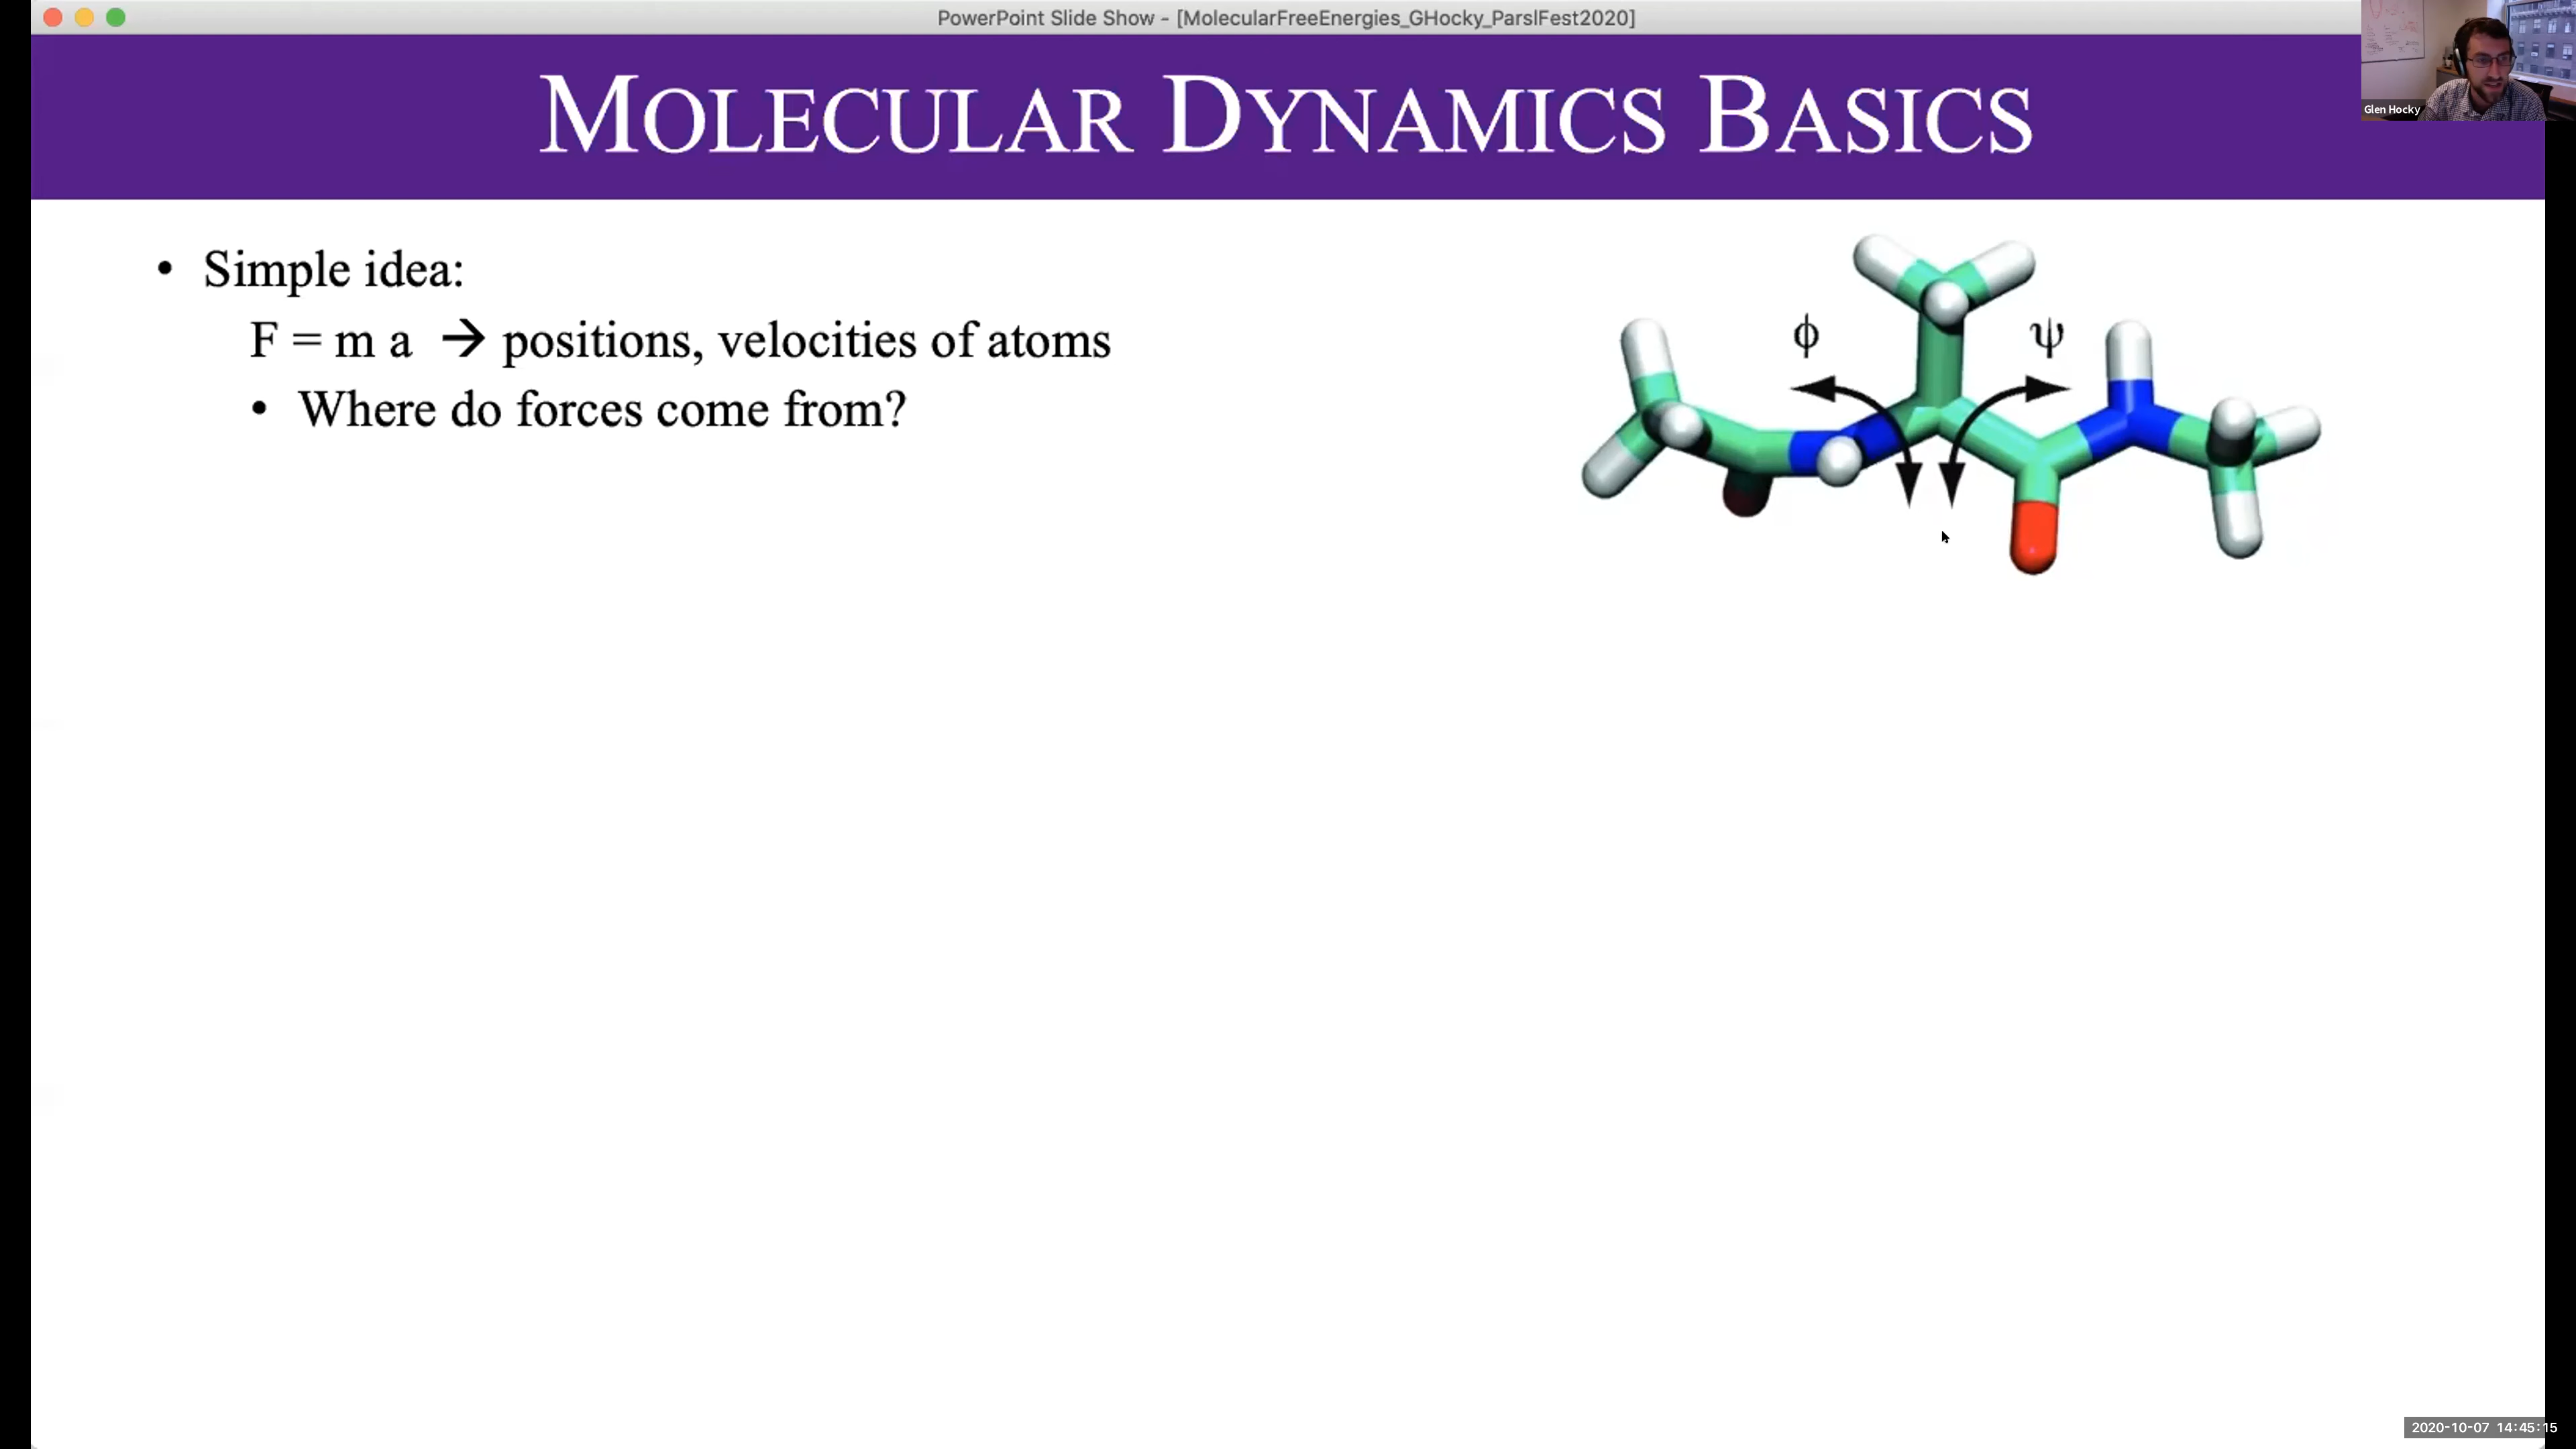 PowerPoint Slide Show - [MolecularFreeEnergies_GHocky_ParslFest2020]
MOLECULAR DYNAMICS BASICS
Glen Hocky
• Simple idea:
F = m a → positions, velocities of atoms
• Where do forces come from?
ϕ
ψ
2020-10-07 14:45:15